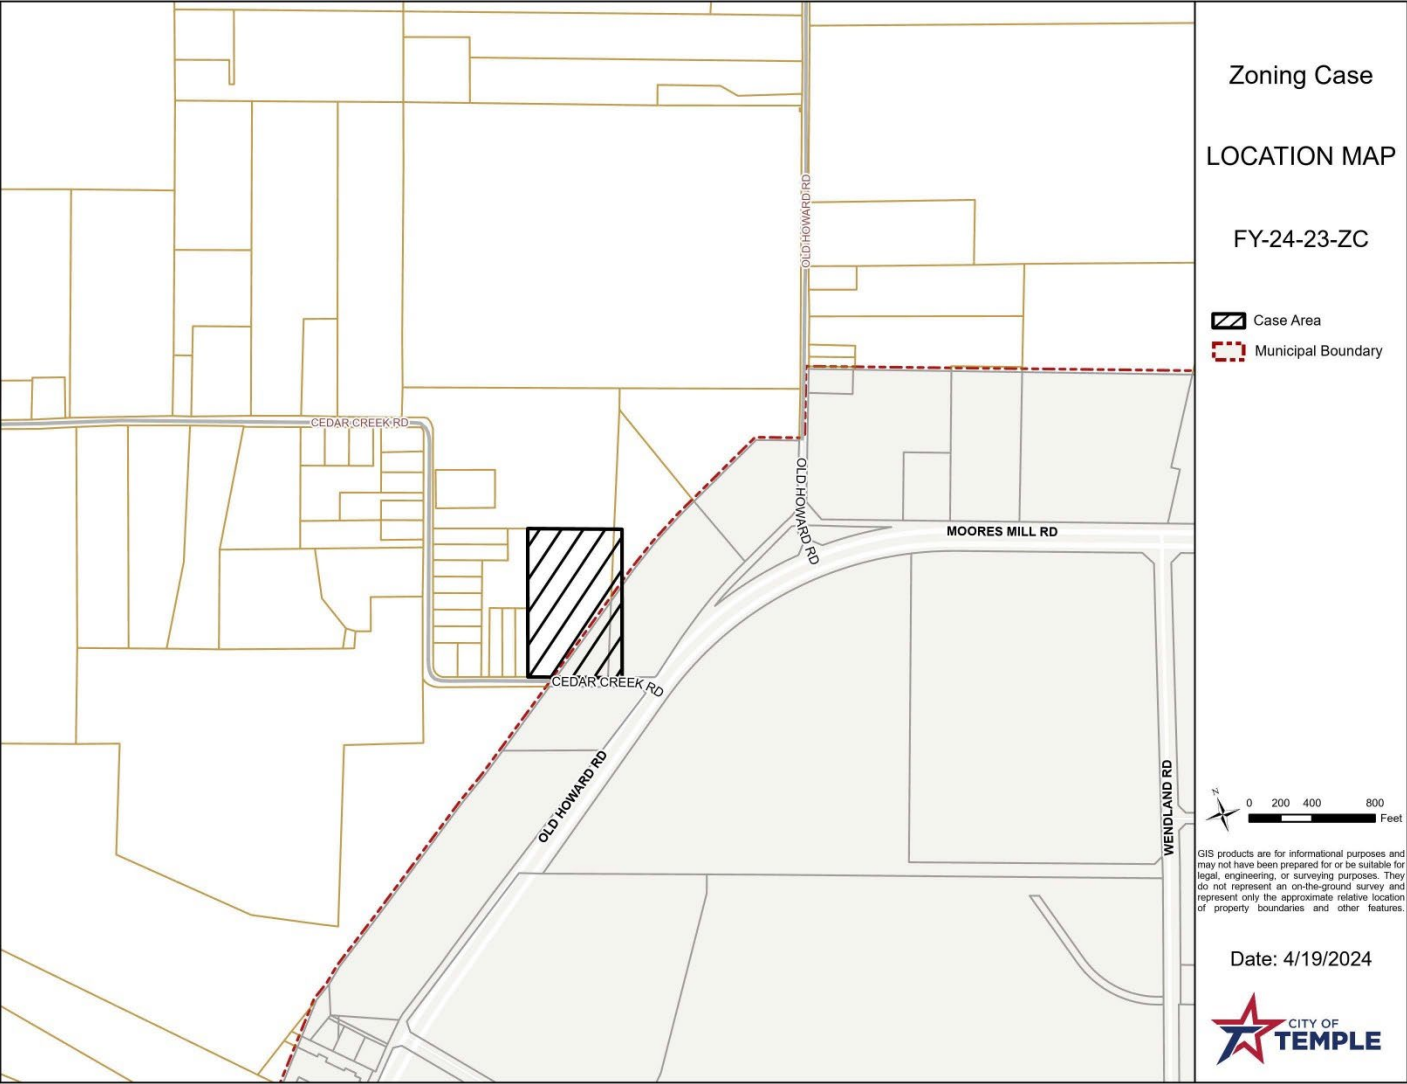 Zoning Case
LOCATION MAP
FY-24-23-ZC
Case Area
Municipal Boundary
OLD HOWARD RD
CEDAR CREEK RD
OLD HOWARD RD
MOORES MILL RD
CEDAR CREEK RD
OLD HOWARD RD
WENDLAND RD
N
0 200 400 800
Feet
GIS products are for informational purposes and
may not have been prepared for or be suitable for
legal, engineering, or surveying purposes. They
do not represent an on-the-ground survey and
represent only the approximate relative location
of property boundaries and other features.
Date: 4/19/2024
CITY OF
TEMPLE